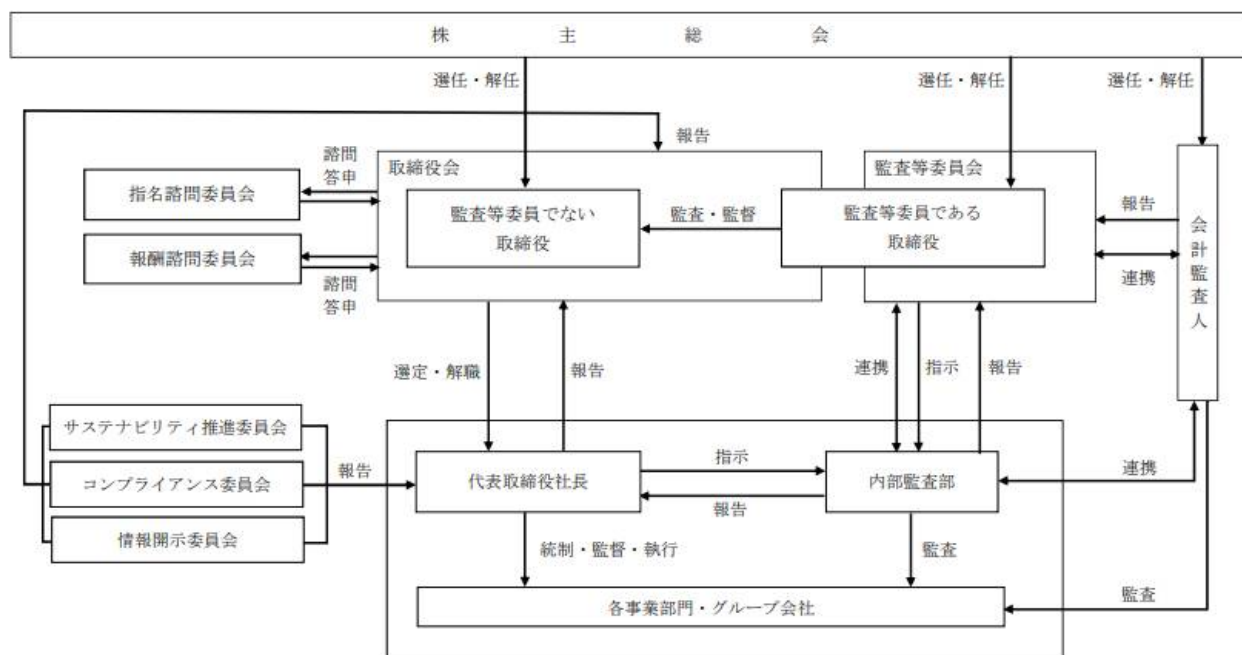 株主総会
選任・解任
選任・解任
選任・解任
報告
取締役会
監査等委員会
諮問
答申
指名諮問委員会
監査等委員でない
取締役
監査・監督
監査等委員である
取締役
報告
報酬諮問委員会
諮問
答申
連携
会計監査人
選定・解職
報告
連携
指示
報告
サステナビリティ推進委員会
コンプライアンス委員会
情報開示委員会
報告
代表取締役社長
指示
報告
内部監査部
連携
統制・監督・執行
監査
各事業部門・グループ会社
監査